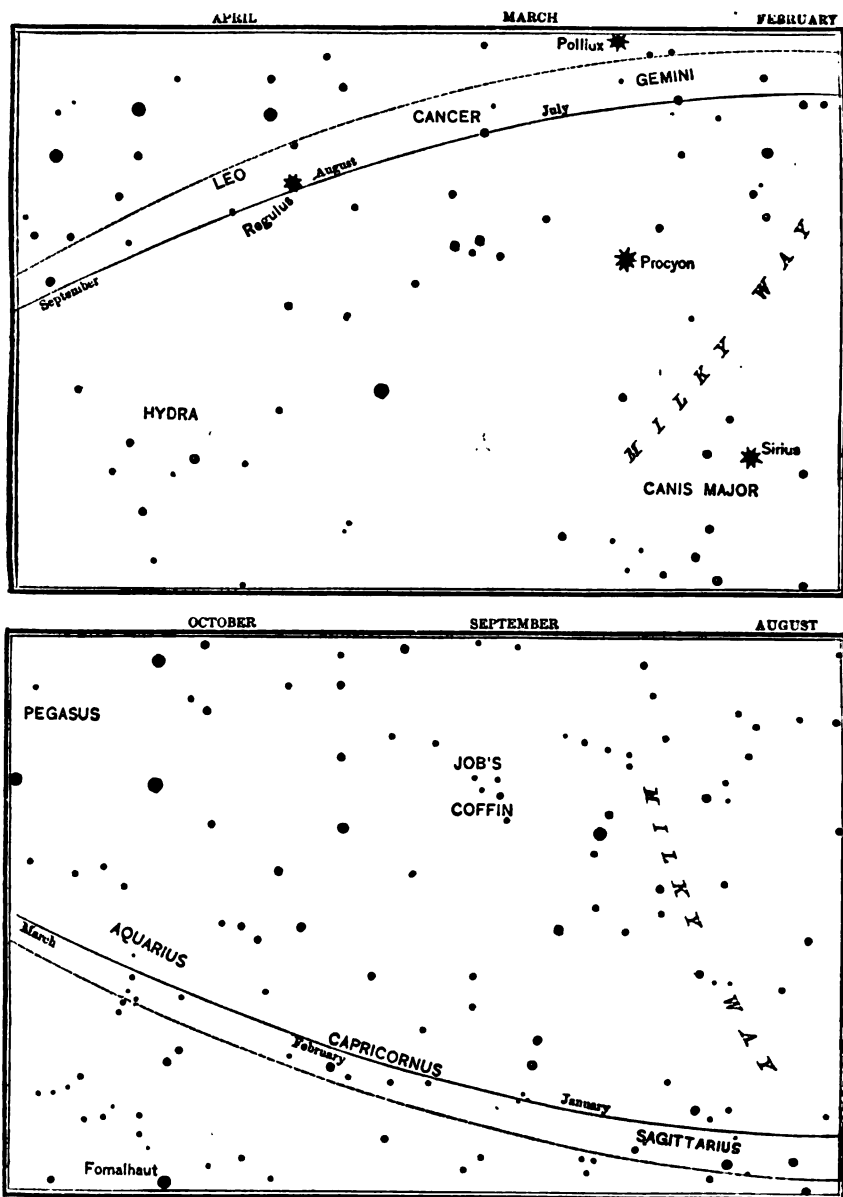 APRIL MARCH FEBRUARY
Polliux
GEMINI
CANCER
July
LEO
August
Regulus
Procyon
September
MILKY WAY
HYDRA
Sirius
CANIS MAJOR
OCTOBER SEPTEMBER AUGUST
PEGASUS
JOB'S
COFFIN
MILKY WAY
AQUARIUS
March
CAPRICORNUS
February
January
SAGITTARIUS
Fomalhaut